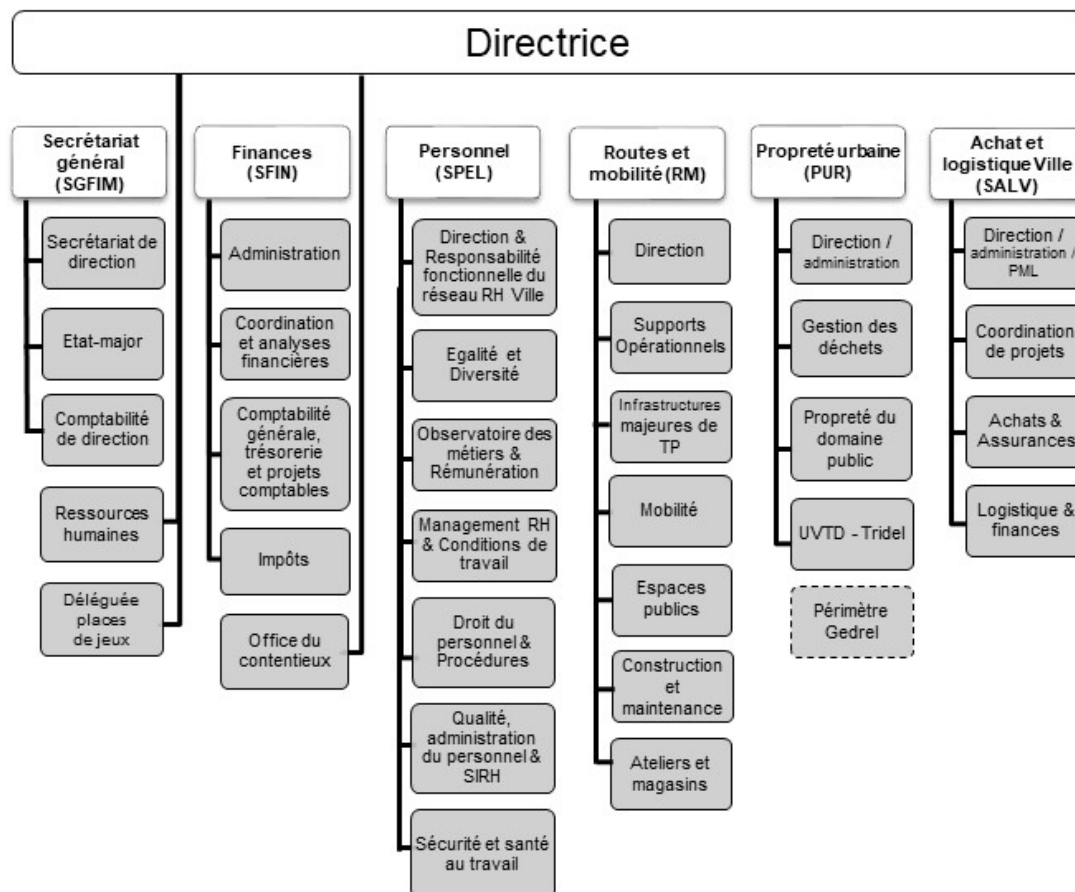 Directrice
Secrétariat
général
(SGFIM)
Secrétariat de
direction
Etat-major
Comptabilité
de direction
Ressources
humaines
Déléguée
places
de jeux
Finances
(SFIN)
Administration
Coordination
et analyses
financières
Comptabilité
générale,
trésorerie
et projets
comptables
Impôts
Office du
contentieux
Personnel
(SPEL)
Direction &
Responsabilité
fonctionnelle du
réseau RH Ville
Egalité et
Diversité
Observatoire des
métiers &
Rémunération
Management RH
& Conditions de
travail
Droit du
personnel &
Procédures
Qualité,
administration
du personnel &
SIRH
Sécurité et santé
au travail
Routes et
mobilité (RM)
Direction
Supports
Opérationnels
Infrastructures
majeures de
TP
Mobilité
Espaces
publics
Construction
et
maintenance
Ateliers et
magasins
Propreté urbaine
(PUR)
Direction /
administration
Gestion des
déchets
Propreté du
domaine
public
UVTD - Tridel
Périmètre
Gedrel
Achat et
logistique Ville
(SALV)
Direction /
administration /
PML
Coordination
de projets
Achats &
Assurances
Logistique &
finances